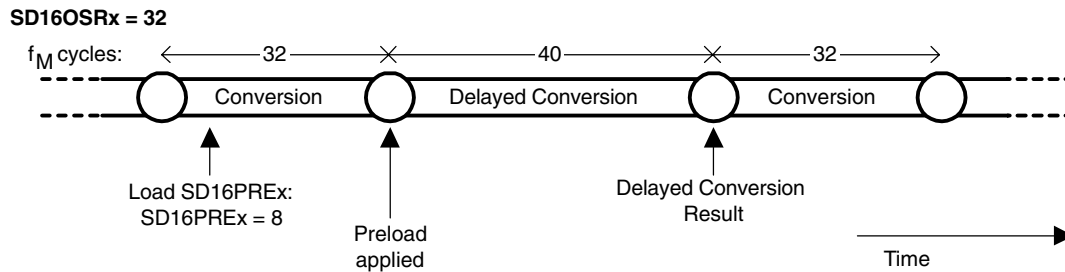 SD16OSRx = 32
fM cycles: 32 40 32
Conversion Delayed Conversion Conversion
Load SD16PREx:
SD16PREx = 8
Preload
applied
Delayed Conversion
Result
Time